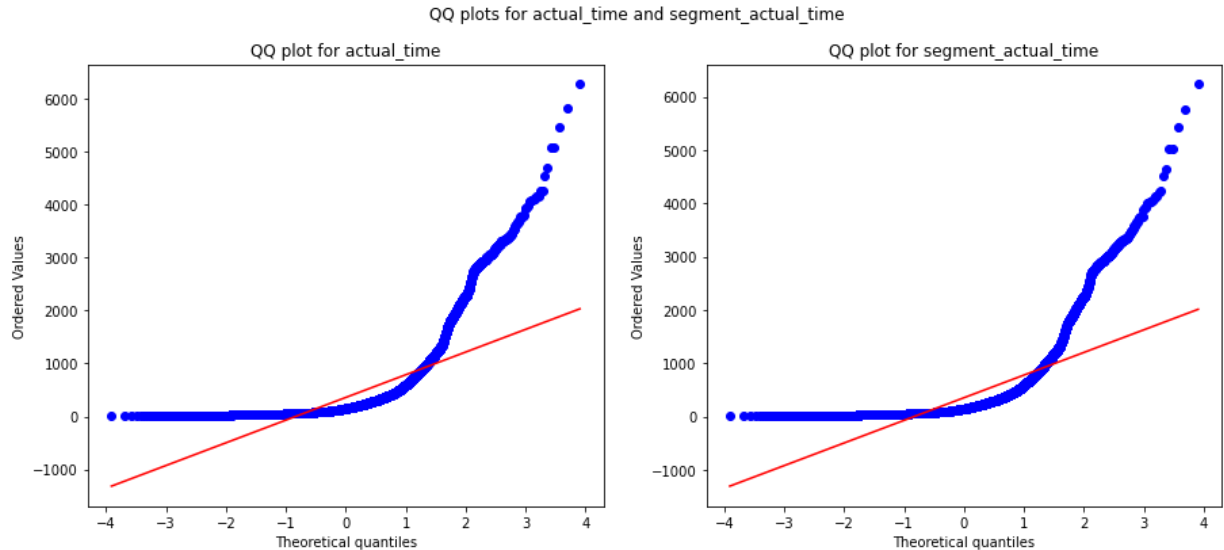 QQ plots for actual_time and segment_actual_time
QQ plot for actual_time
Ordered Values
6000
5000
4000
3000
2000
1000
0
−1000
−4 −3 −2 −1 0 1 2 3 4
Theoretical quantiles
QQ plot for segment_actual_time
Ordered Values
6000
5000
4000
3000
2000
1000
0
−1000
−4 −3 −2 −1 0 1 2 3 4
Theoretical quantiles